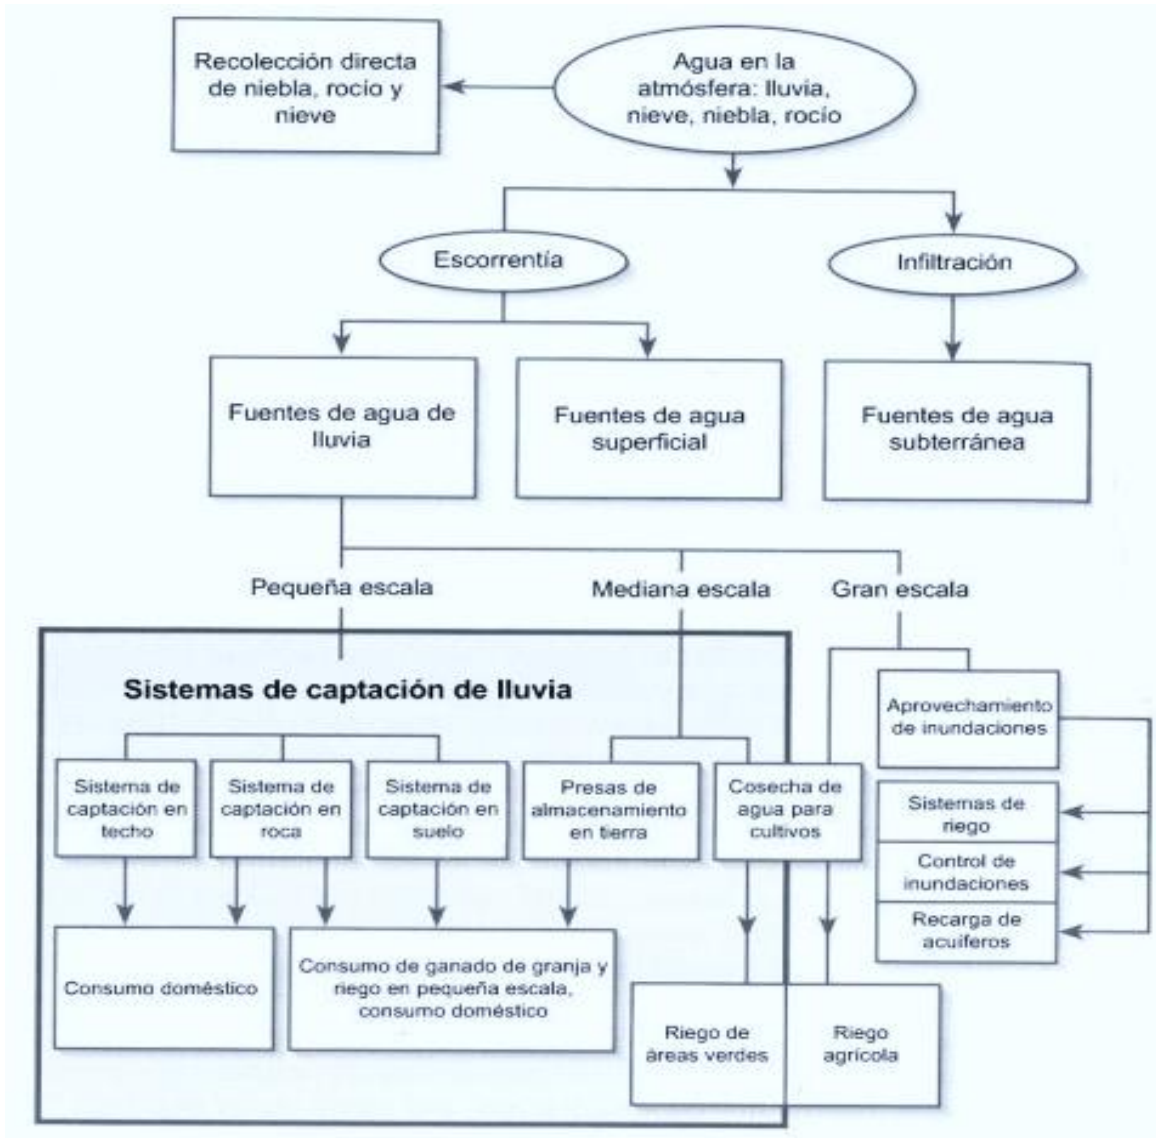 Recolección directa
de niebla, rocío y
nieve
Agua en la
atmósfera: lluvia,
nieve, niebla, rocío
Escorrentía
Infiltración
Fuentes de agua de
lluvia
Fuentes de agua
superficial
Fuentes de agua
subterránea
Pequeña escala
Mediana escala
Gran escala
Sistemas de captación de lluvia
Aprovechamiento
de inundaciones
Sistema de
captación en
techo
Sistema de
captación en
roca
Sistema de
captación en
suelo
Presas de
almacenamiento
en tierra
Cosecha de
agua para
cultivos
Sistemas de
riego
Control de
inundaciones
Recarga de
acuíferos
Consumo doméstico
Consumo de ganado de granja y
riego en pequeña escala,
consumo doméstico
Riego de
áreas verdes
Riego
agrícola